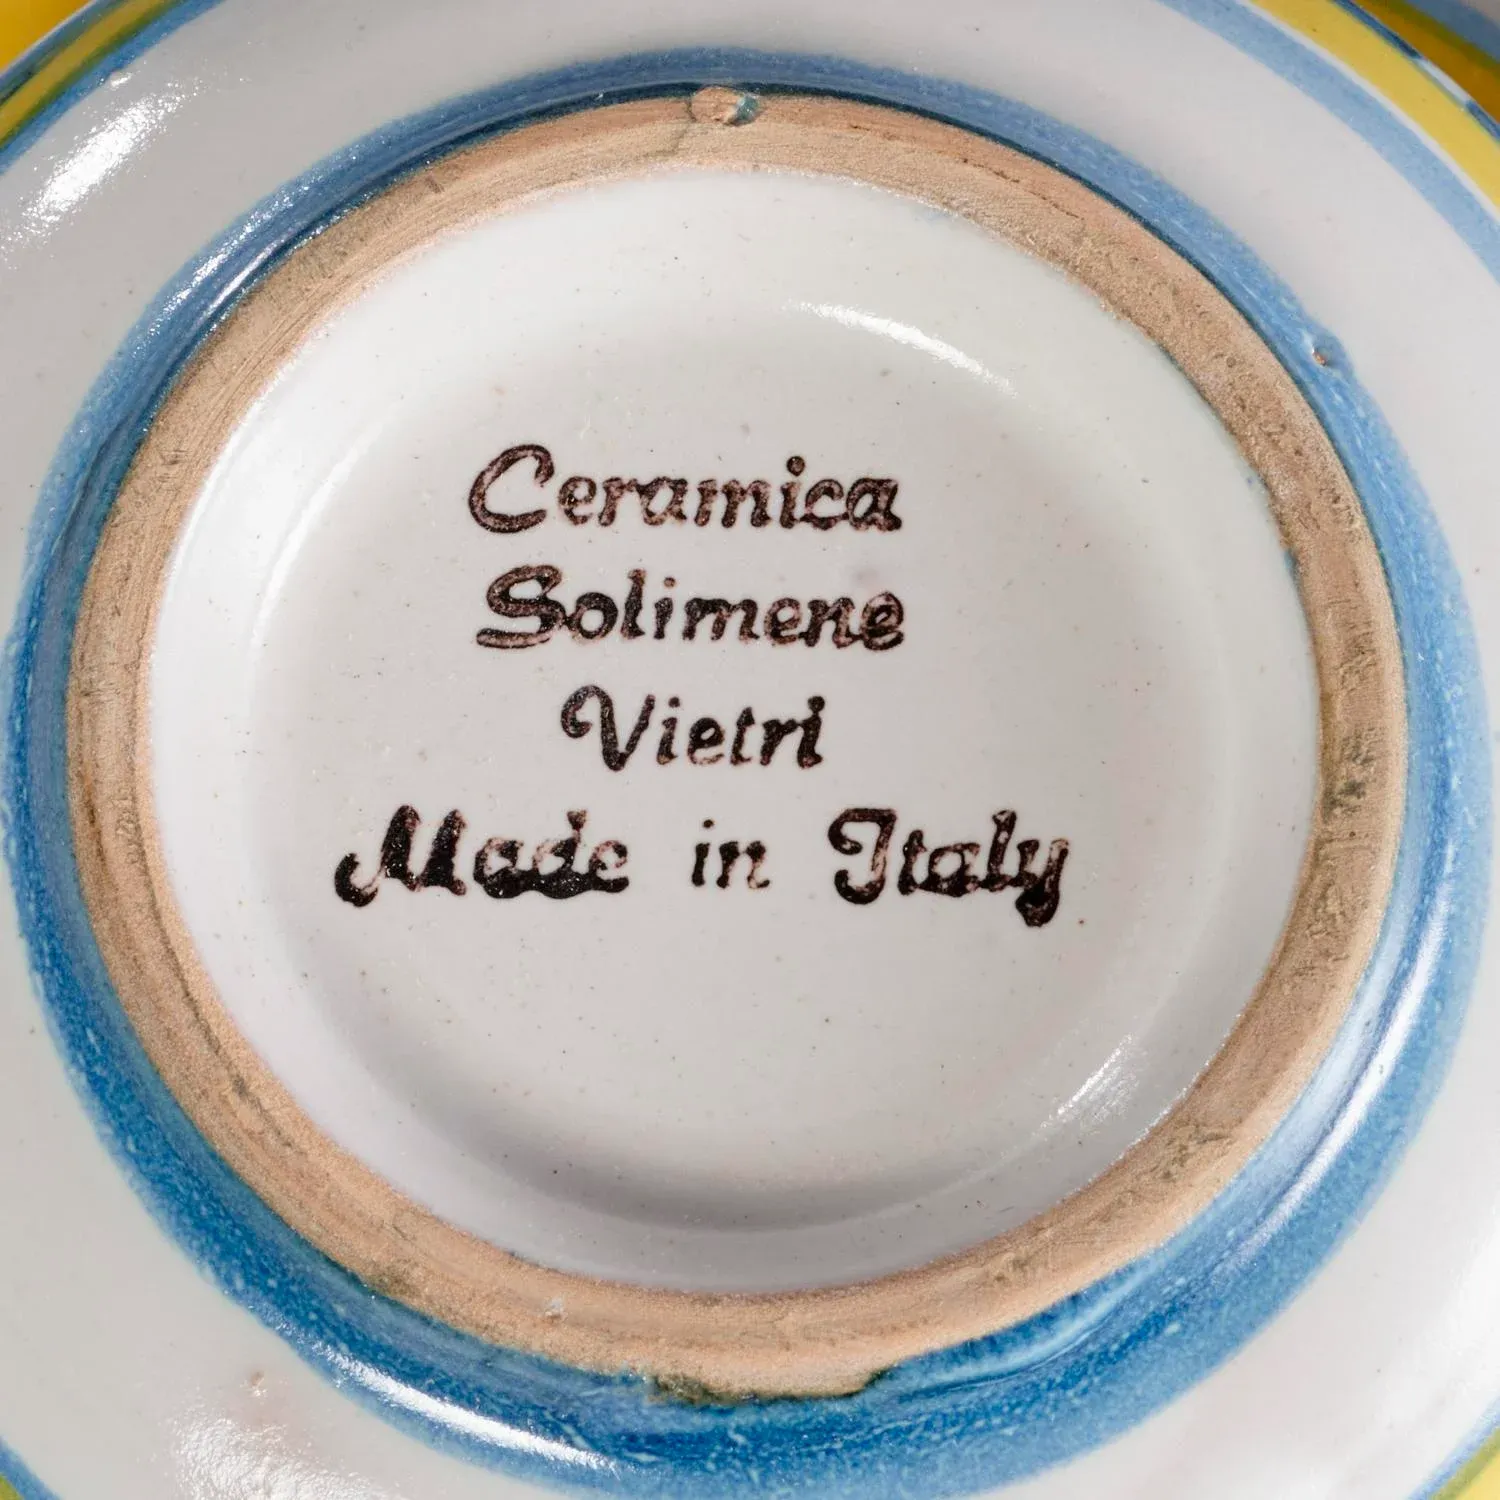 Ceramica
Solimene
Vietri
Made in Italy